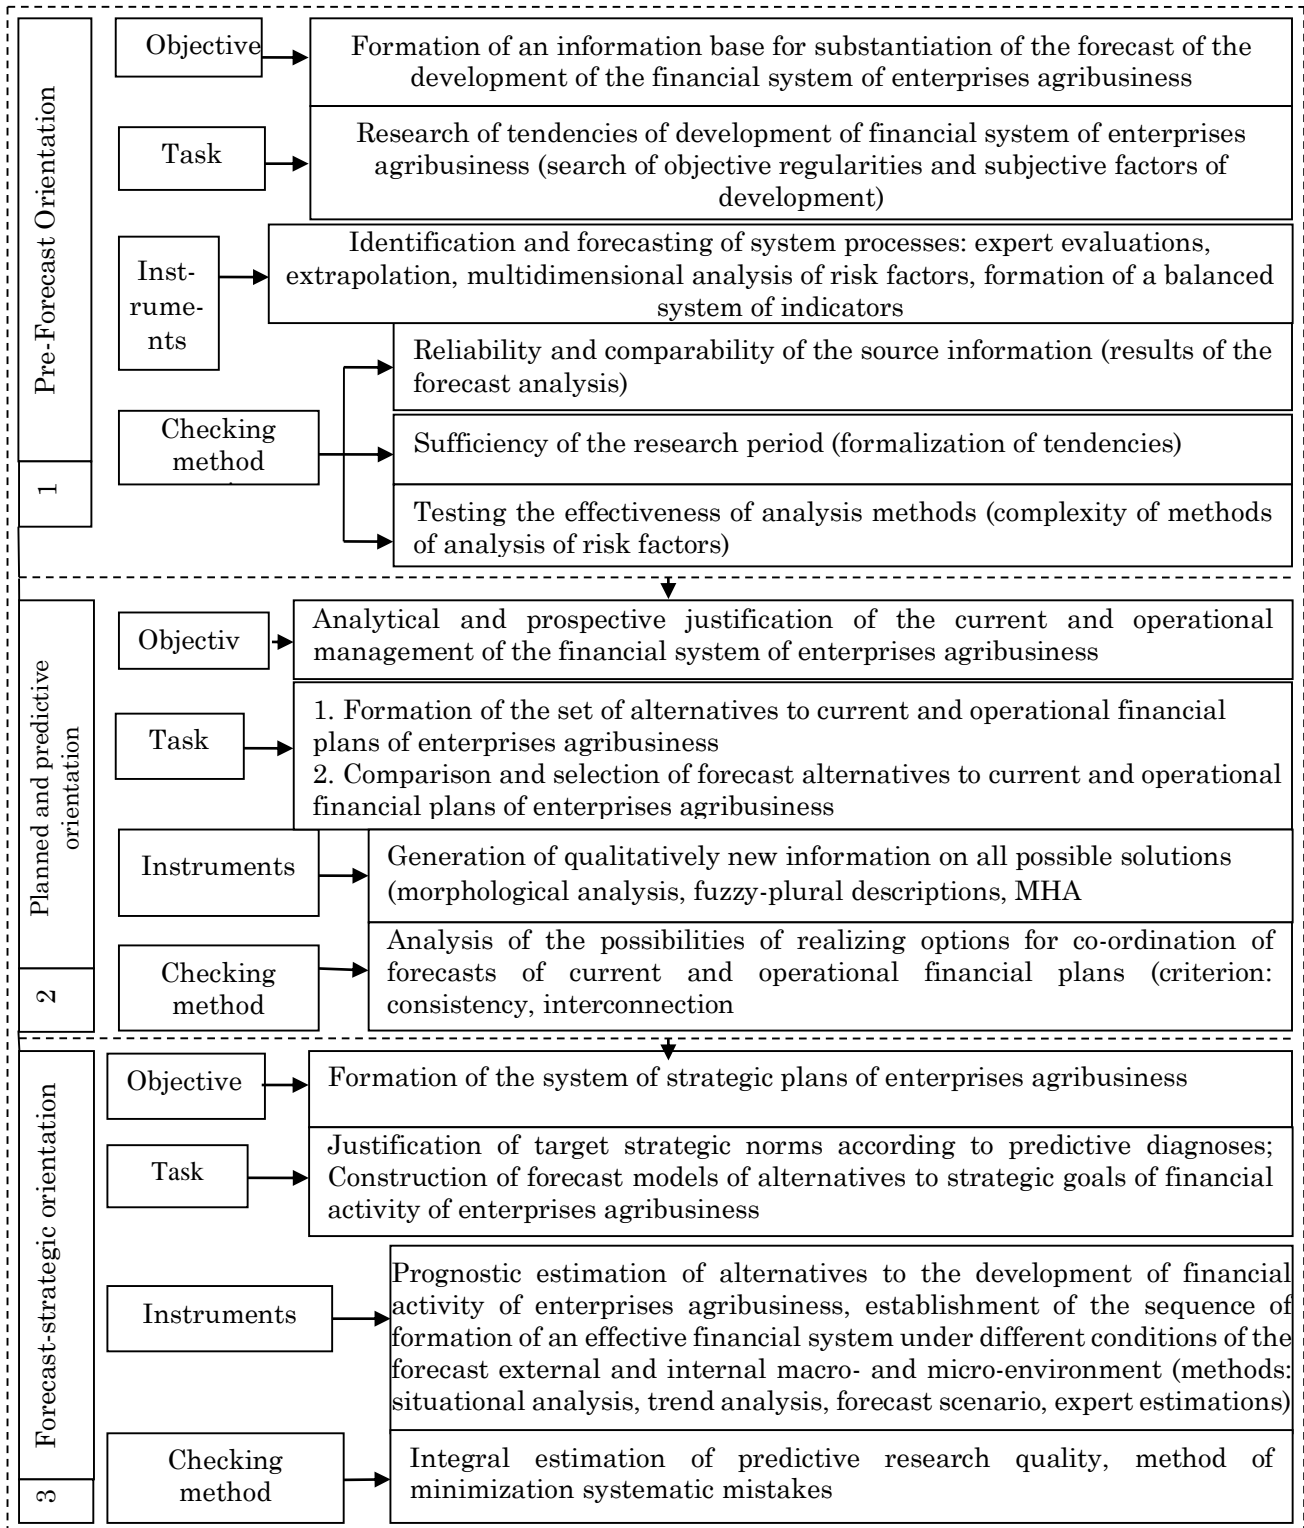 Pre-Forecast Orientation
1
Objective
Formation of an information base for substantiation of the forecast of the
development of the financial system of enterprises agribusiness
Task
Research of tendencies of development of financial system of enterprises
agribusiness (search of objective regularities and subjective factors of
development)
Inst-
rume-
nts
Identification and forecasting of system processes: expert evaluations,
extrapolation, multidimensional analysis of risk factors, formation of a balanced
system of indicators
Checking
method
Reliability and comparability of the source information (results of the
forecast analysis)
Sufficiency of the research period (formalization of tendencies)
Testing the effectiveness of analysis methods (complexity of methods
of analysis of risk factors)
Planned and predictive
orientation
2
Objectiv
Analytical and prospective justification of the current and operational
management of the financial system of enterprises agribusiness
Task
1. Formation of the set of alternatives to current and operational financial
plans of enterprises agribusiness
2. Comparison and selection of forecast alternatives to current and operational
financial plans of enterprises agribusiness
Instruments
Generation of qualitatively new information on all possible solutions
(morphological analysis, fuzzy-plural descriptions, MHA
Checking
method
Analysis of the possibilities of realizing options for co-ordination of
forecasts of current and operational financial plans (criterion:
consistency, interconnection
Forecast-strategic orientation
3
Objective
Formation of the system of strategic plans of enterprises agribusiness
Task
Justification of target strategic norms according to predictive diagnoses;
Construction of forecast models of alternatives to strategic goals of financial
activity of enterprises agribusiness
Instruments
Prognostic estimation of alternatives to the development of financial
activity of enterprises agribusiness, establishment of the sequence of
formation of an effective financial system under different conditions of the
forecast external and internal macro- and micro-environment (methods:
situational analysis, trend analysis, forecast scenario, expert estimations)
Checking
method
Integral estimation of predictive research quality, method of
minimization systematic mistakes